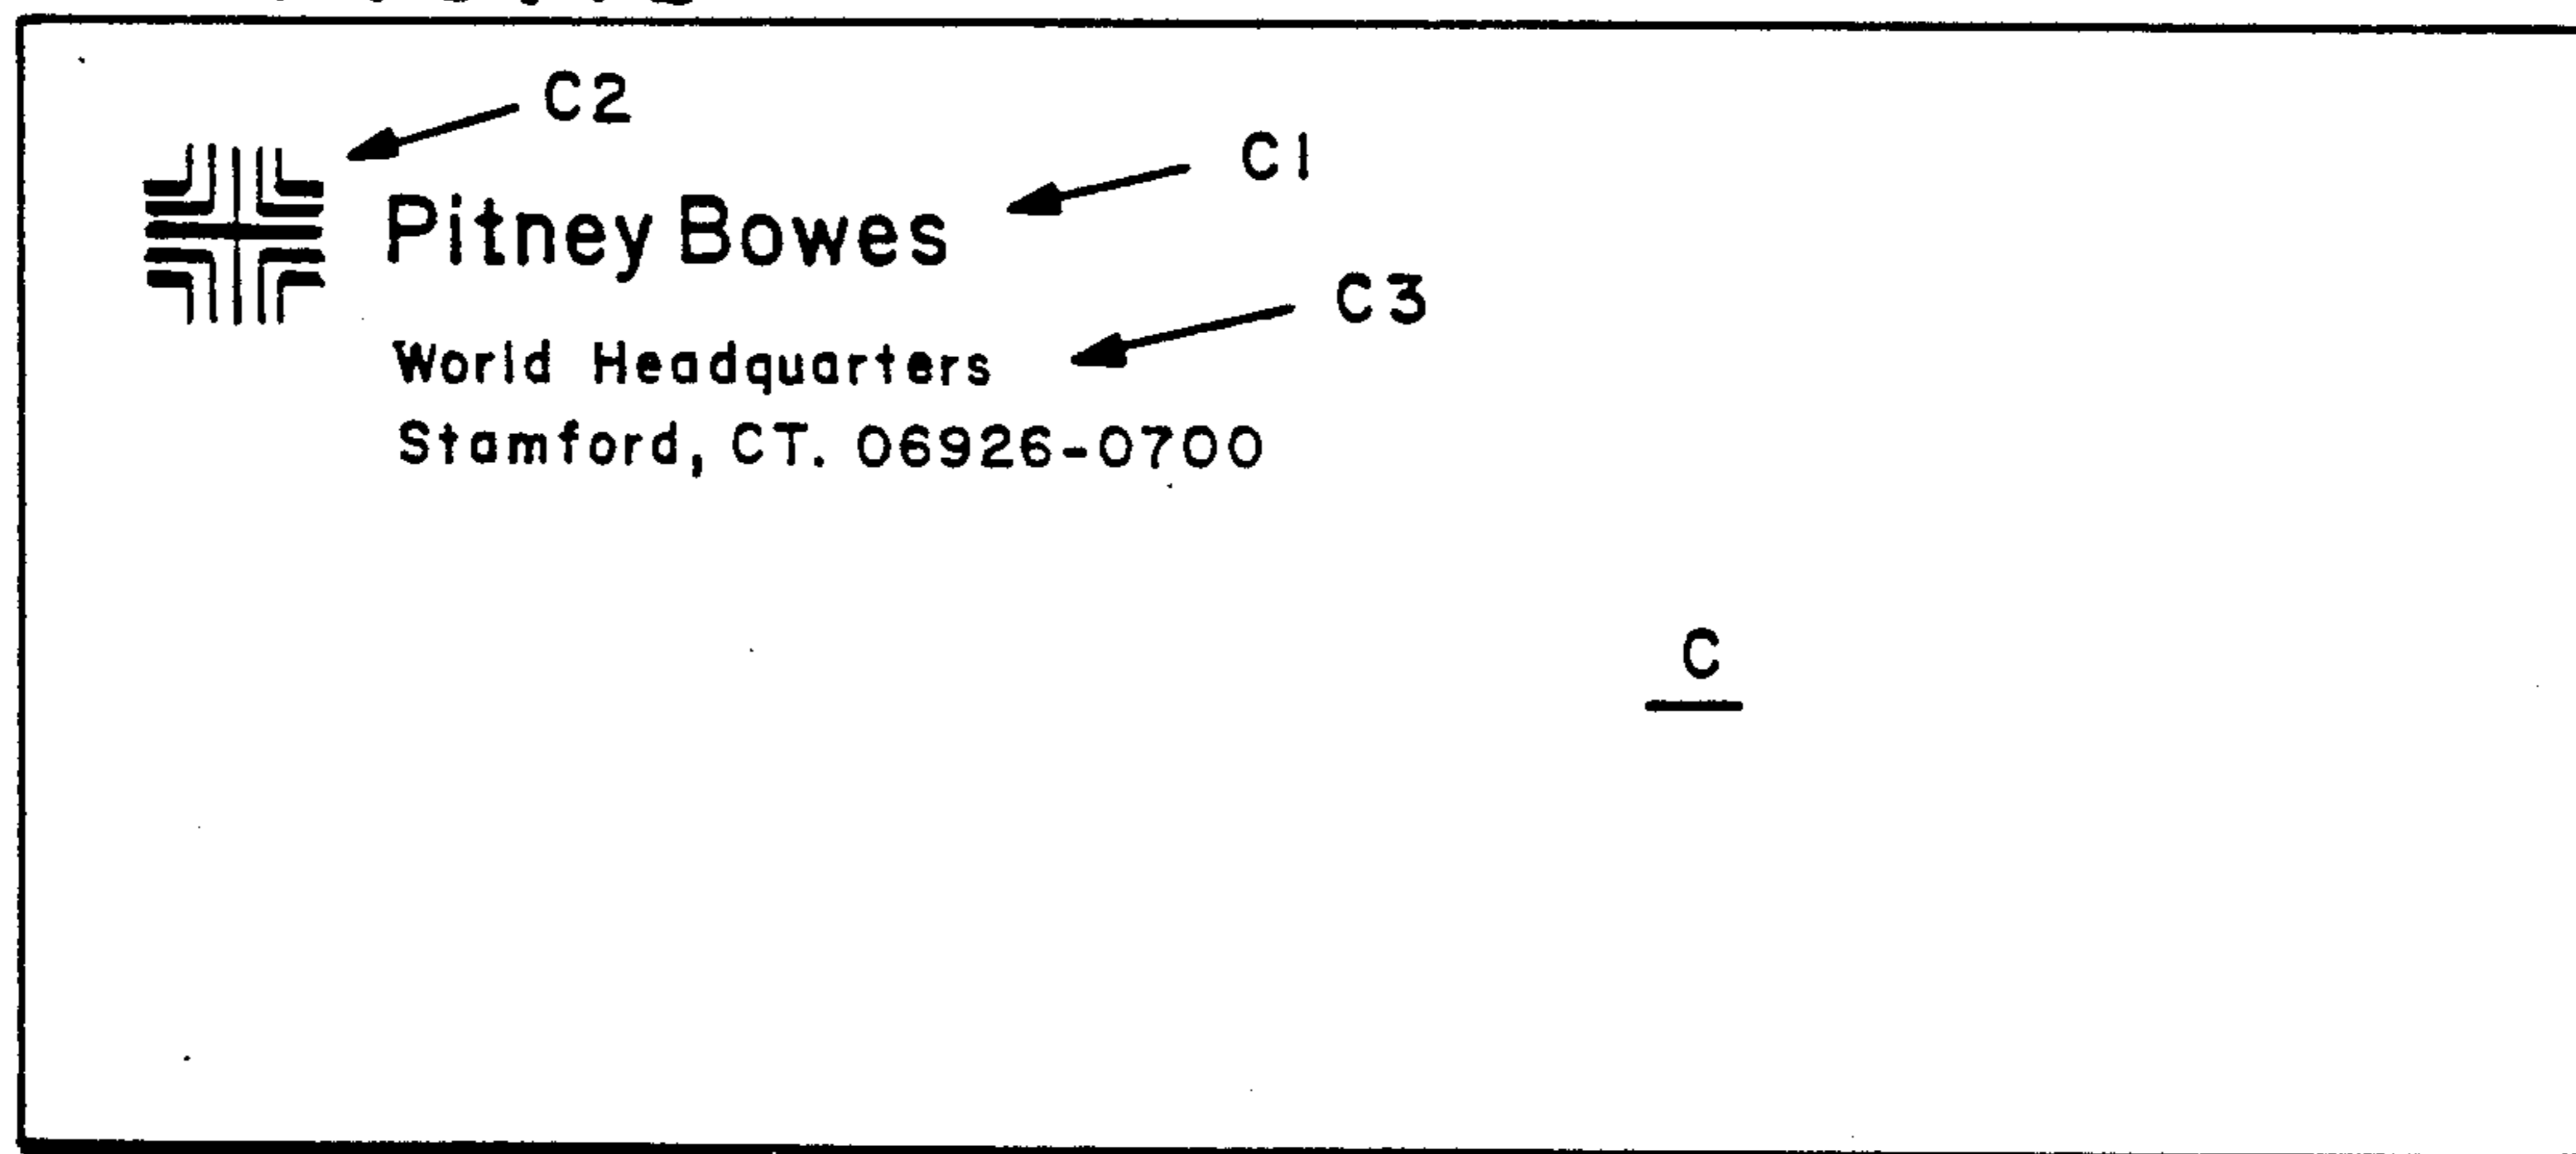 C2
C1
Pitney Bowes
C3
World Headquarters
Stamford, CT. 06926-0700
C